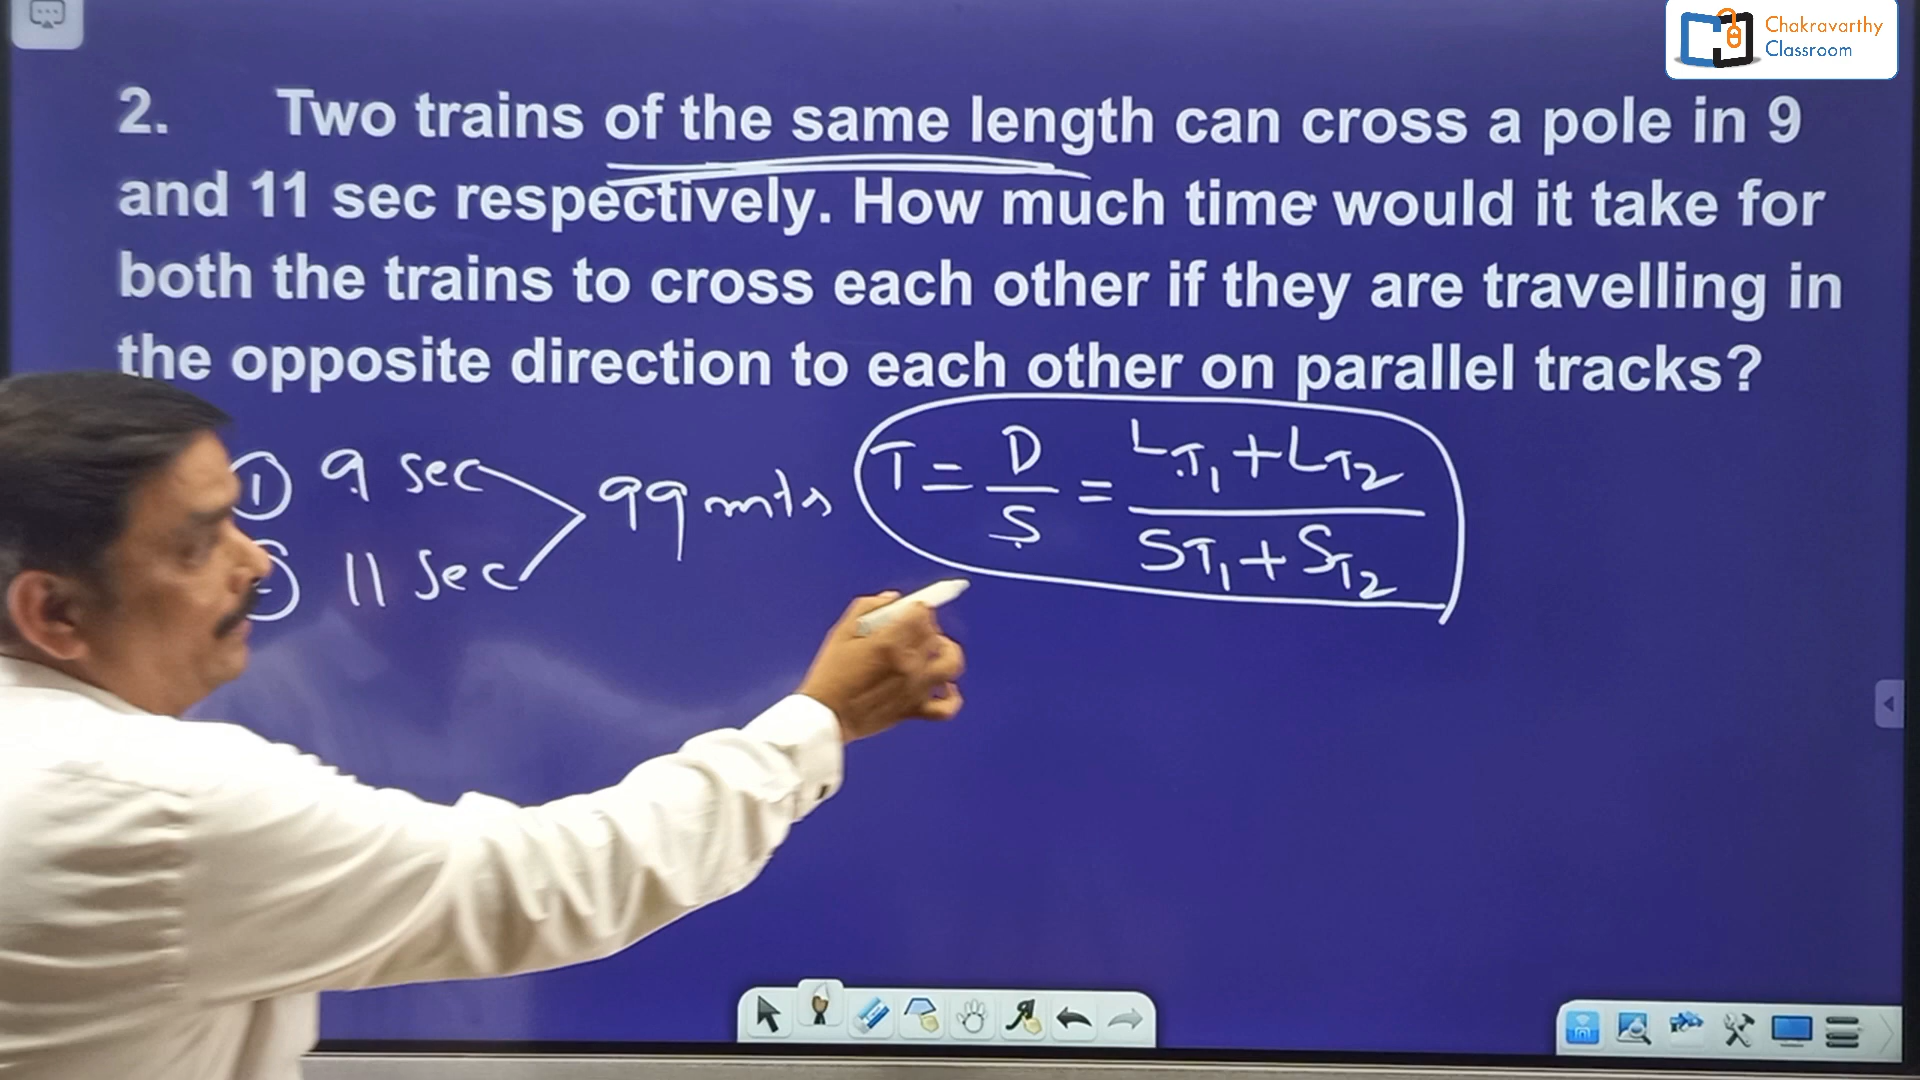 Chakravarthy
Classroom
2. Two trains of the same length can cross a pole in 9
and 11 sec respectively. How much time would it take for
both the trains to cross each other if they are travelling in
the opposite direction to each other on parallel tracks?
① 9 sec
11 sec
99 mts
T = D/S = LT1 + LT2 / ST1 + ST2